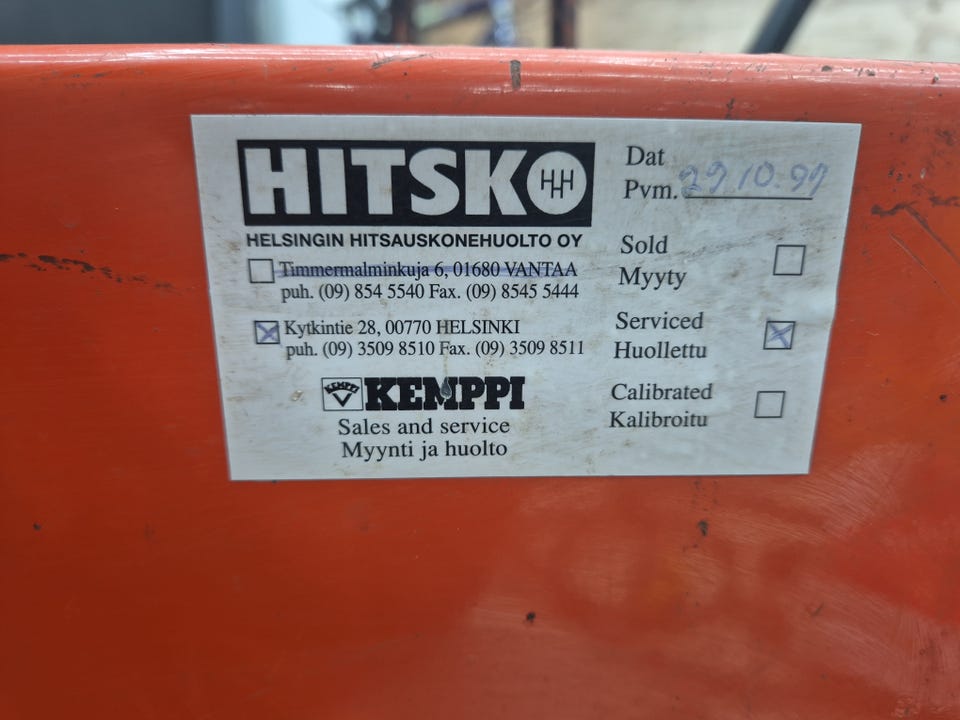 HITSKO
HELSINGIN HITSAUSKONEHUOLTO OY
Timmermalminkuja 6, 01680 VANTAA
puh. (09) 854 5540 Fax. (09) 8545 5444
Kytkintie 28, 00770 HELSINKI
puh. (09) 3509 8510 Fax. (09) 3509 8511
KEMPPI KEMPPI
Sales and service
Myynti ja huolto
Dat
Pvm. 29.10.99
Sold
Myyty
Serviced
Huollettu
Calibrated
Kalibroitu